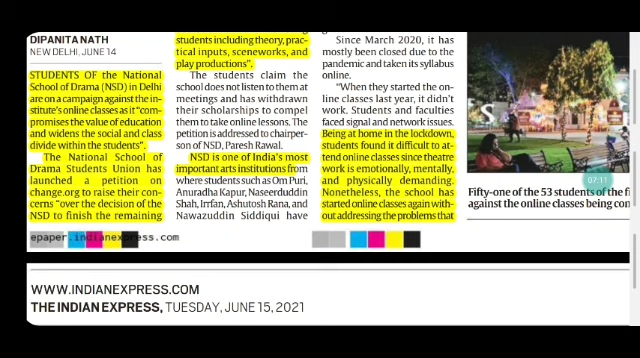 DIPANITA NATH
NEW DELHI, JUNE 14
STUDENTS OF the National
School of Drama (NSD) in Delhi
are on a campaign against the in-
stitute's online classes as it "com-
promises the value of education
and widens the social and class
divide within the students".
The National School of
Drama Students Union has
launched a petition on
change.org to raise their con-
cerns "over the decision of the
NSD to finish the remaining
students including theory, prac-
tical inputs, sceneworks, and
play productions".
The students claim the
school does not listen to them at
meetings and has withdrawn
their scholarships to compel
them to take online lessons. The
petition is addressed to chairper-
son of NSD, Paresh Rawal.
NSD is one of India's most
important arts institutions from
where students such as Om Puri,
Anuradha Kapur, Naseeruddin
Shah, Irrfan, Ashutosh Rana, and
Nawazuddin Siddiqui have
Since March 2020, it has
mostly been closed due to the
pandemic and taken its syllabus
online.
"When they started the on-
line classes last year, it didn't
work. Students and faculties
faced signal and network issues.
Being at home in the lockdown,
students found it difficult to at-
tend online classes since theatre
work is emotionally, mentally,
and physically demanding.
Nonetheless, the school has
started online classes again with-
out addressing the problems that
07:11
Fifty-one of the 53 students of the fi
against the online classes being con
epaper.indianexpress.com
WWW.INDIANEXPRESS.COM
THE INDIAN EXPRESS, TUESDAY, JUNE 15, 2021